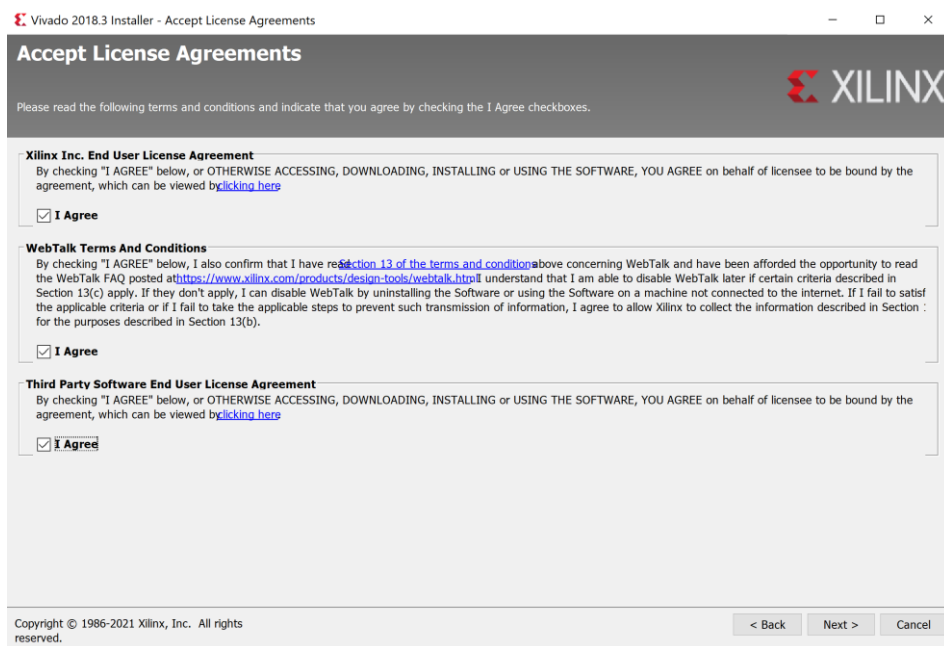 Vivado 2018.3 Installer - Accept License Agreements
Accept License Agreements
XILINX
Please read the following terms and conditions and indicate that you agree by checking the I Agree checkboxes.
Xilinx Inc. End User License Agreement
By checking "I AGREE" below, or OTHERWISE ACCESSING, DOWNLOADING, INSTALLING or USING THE SOFTWARE, YOU AGREE on behalf of licensee to be bound by the
agreement, which can be viewed by clicking here
I Agree
WebTalk Terms And Conditions
By checking "I AGREE" below, I also confirm that I have read Section 13 of the terms and conditions above concerning WebTalk and have been afforded the opportunity to read
the WebTalk FAQ posted at https://www.xilinx.com/products/design-tools/webtalk.html I understand that I am able to disable WebTalk later if certain criteria described in
Section 13(c) apply. If they don't apply, I can disable WebTalk by uninstalling the Software or using the Software on a machine not connected to the internet. If I fail to satisf
the applicable criteria or if I fail to take the applicable steps to prevent such transmission of information, I agree to allow Xilinx to collect the information described in Section
for the purposes described in Section 13(b).
I Agree
Third Party Software End User License Agreement
By checking "I AGREE" below, or OTHERWISE ACCESSING, DOWNLOADING, INSTALLING or USING THE SOFTWARE, YOU AGREE on behalf of licensee to be bound by the
agreement, which can be viewed by clicking here
I Agree
Copyright © 1986-2021 Xilinx, Inc. All rights
reserved.
< Back Next > Cancel